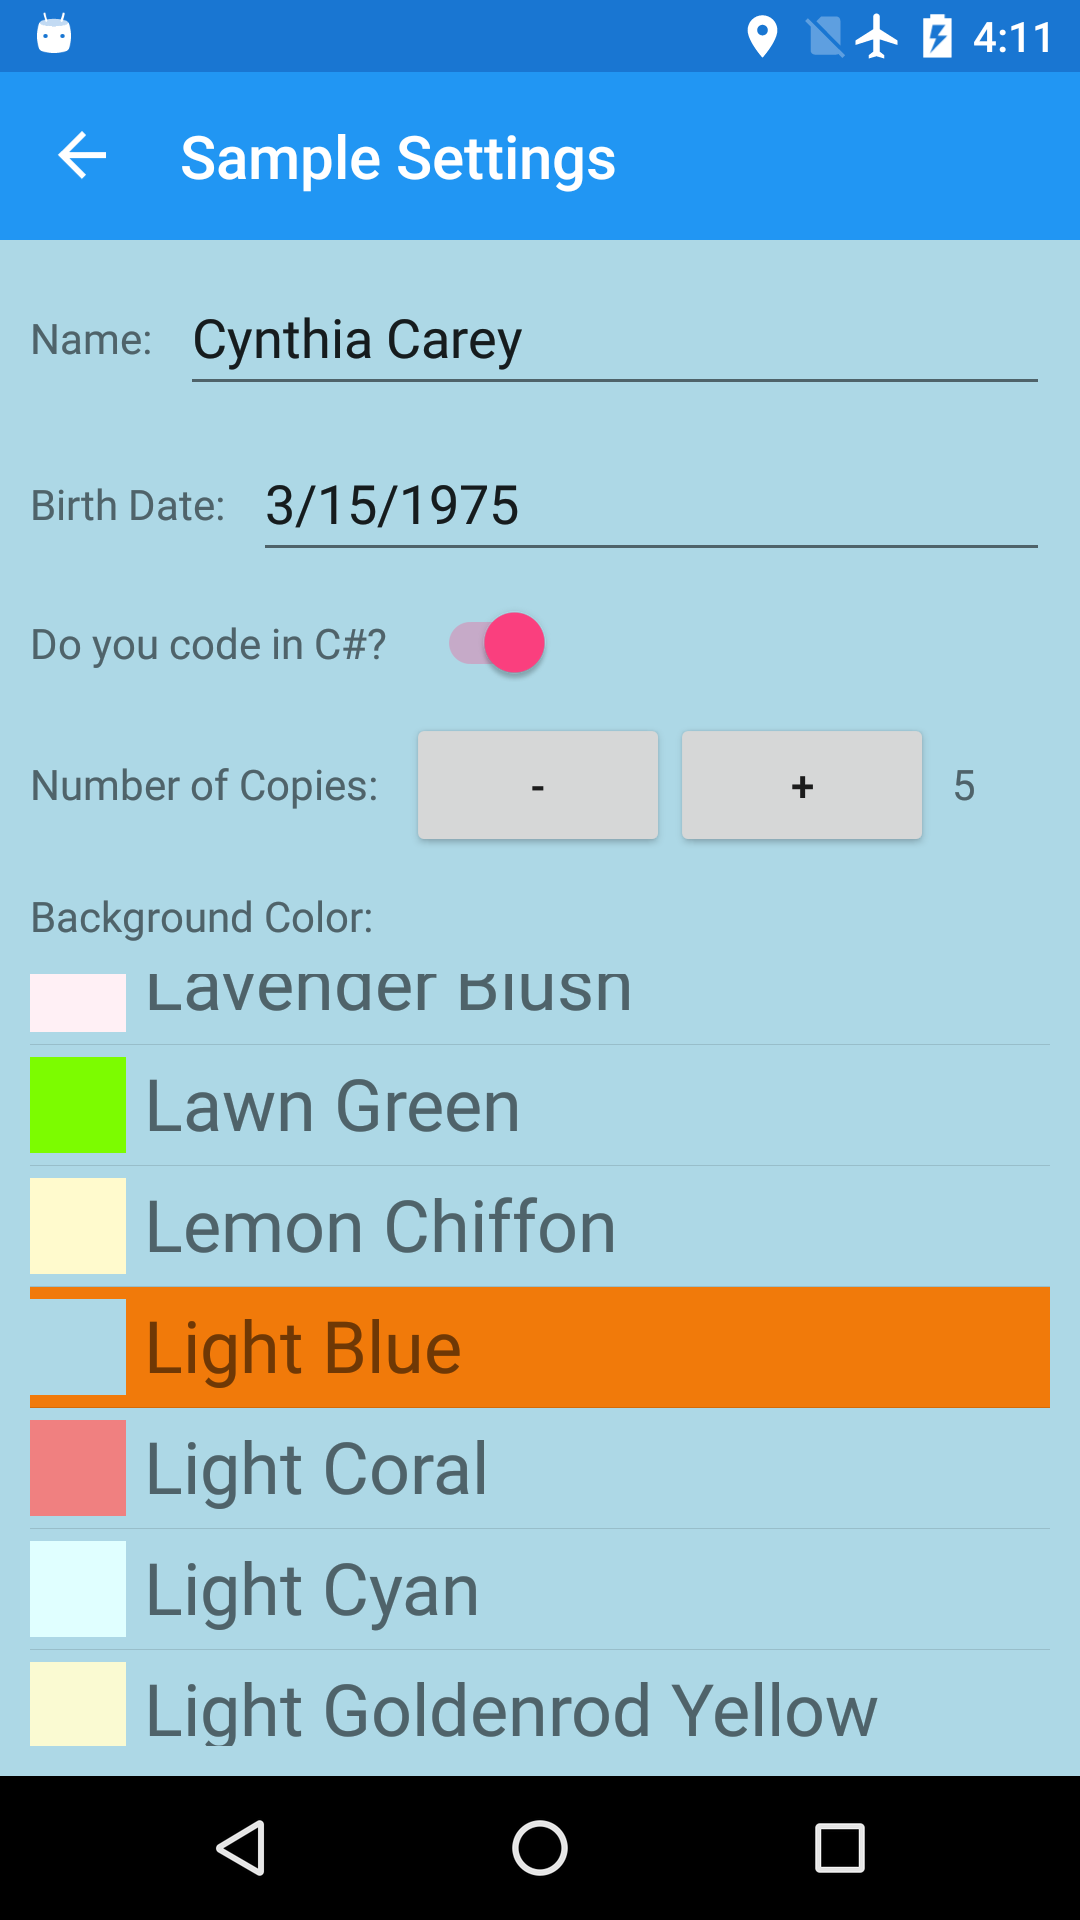 4:11
Sample Settings
Name: Cynthia Carey
Birth Date: 3/15/1975
Do you code in C#?
Number of Copies: - + 5
Background Color:
Lavender Blush
Lawn Green
Lemon Chiffon
Light Blue
Light Coral
Light Cyan
Light Goldenrod Yellow